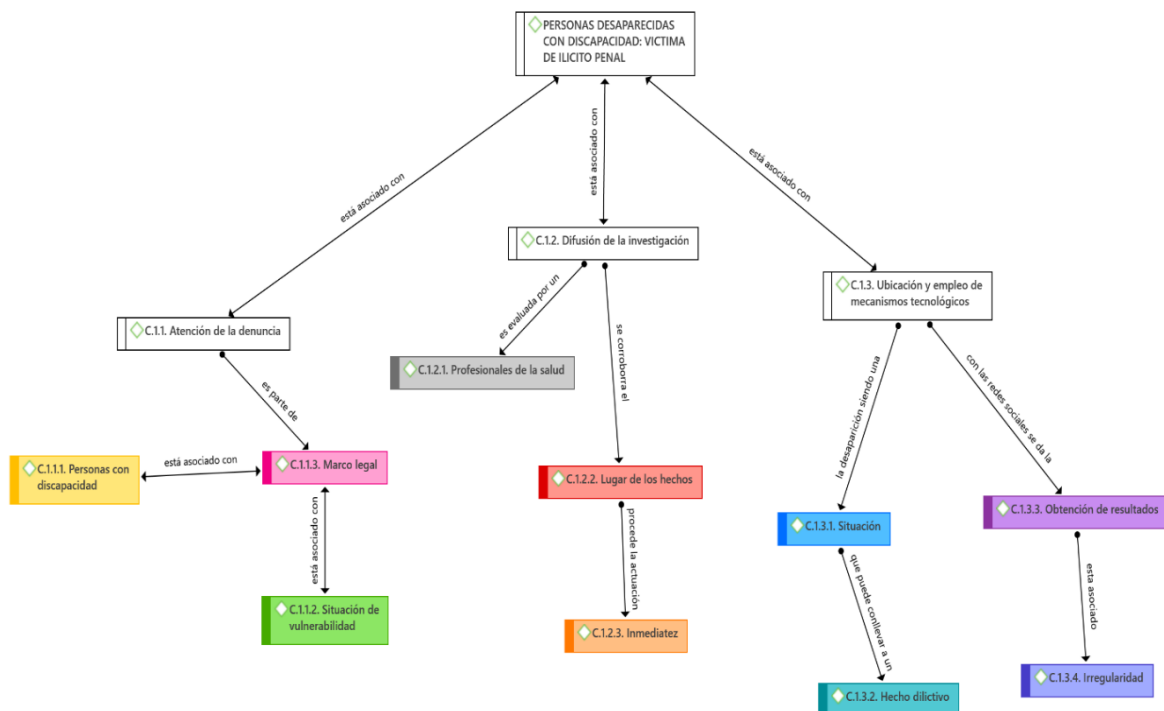 PERSONAS DESAPARECIDAS
CON DISCAPACIDAD: VICTIMA
DE ILICITO PENAL
está asociado con
está asociado con
está asociado con
C.1.2. Difusión de la investigación
C.1.3. Ubicación y empleo de
mecanismos tecnológicos
C.1.1. Atención de la denuncia
es evaluada por un
se corroborra el
la desaparición siendo una
con las redes sociales se da la
C.1.2.1. Profesionales de la salud
es parte de
C.1.1.1. Personas con
discapacidad
está asociado con
C.1.1.3. Marco legal
C.1.2.2. Lugar de los hechos
C.1.3.1. Situación
C.1.3.3. Obtención de resultados
está asociado con
procede la actuación
que puede conllevar a un
esta asociado
C.1.1.2. Situación de
vulnerabilidad
C.1.2.3. Inmediatez
C.1.3.2. Hecho dilictivo
C.1.3.4. Irregularidad